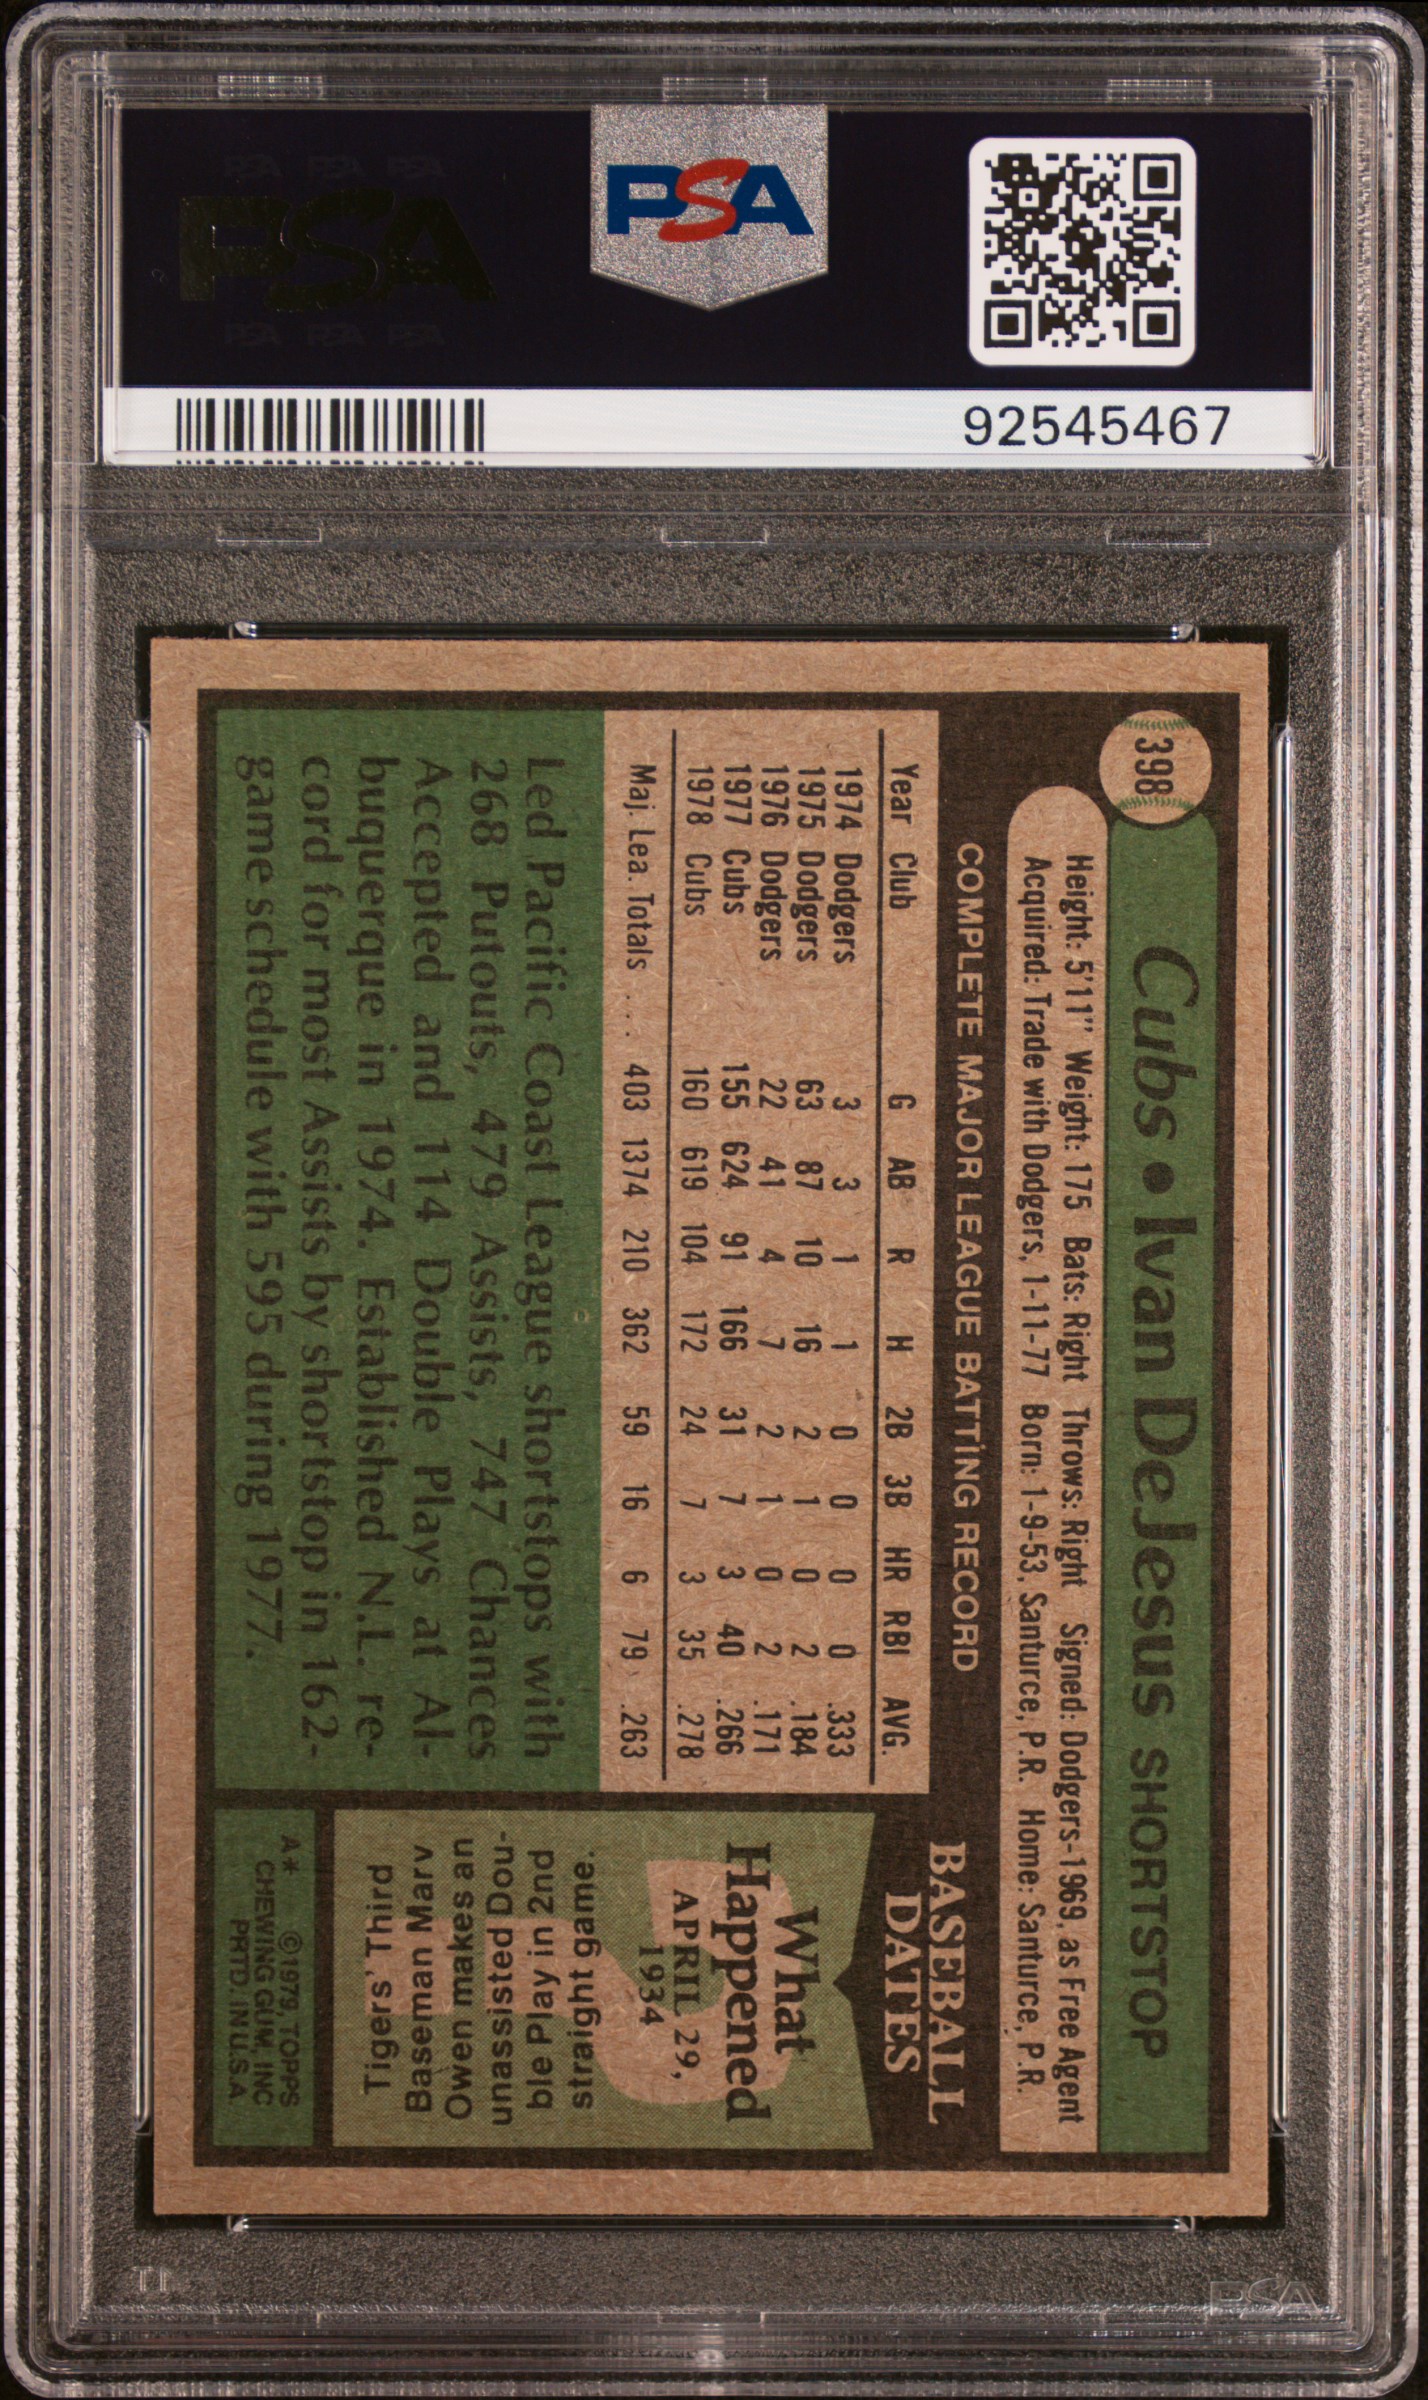 PSA PSA PSA
PSA
PSA PSA PSA
PSA
92545467
398
Cubs • Ivan DeJesus SHORTSTOP
Height: 5'11" Weight: 175 Bats: Right Throws: Right Signed: Dodgers-1969, as Free Agent
Acquired: Trade with Dodgers, 1-11-77 Born: 1-9-53, Santurce, P.R. Home: Santurce, P.R.
COMPLETE MAJOR LEAGUE BATTING RECORD
Year Club G AB R H 2B 3B HR RBI AVG.
1974 Dodgers 3 3 1 1 0 0 0 0 .333
1975 Dodgers 63 87 10 16 2 1 0 2 .184
1976 Dodgers 22 41 4 7 2 1 0 2 .171
1977 Cubs 155 624 91 166 31 7 3 40 .266
1978 Cubs 160 619 104 172 24 7 3 35 .278
Maj. Lea. Totals .... 403 1374 210 362 59 16 6 79 .263
Led Pacific Coast League shortstops with
268 Putouts, 479 Assists, 747 Chances
Accepted and 114 Double Plays at Al-
buquerque in 1974. Established N.L. re-
cord for most Assists by shortstop in 162-
game schedule with 595 during 1977.
BASEBALL
DATES
What
Happened
APRIL 29,
1934
Tigers' Third
Baseman Marv
Owen makes an
unassisted Dou-
ble Play in 2nd
straight game.
A* ©1979, TOPPS
CHEWING GUM, INC
PRTD. IN U.S.A.
PSA